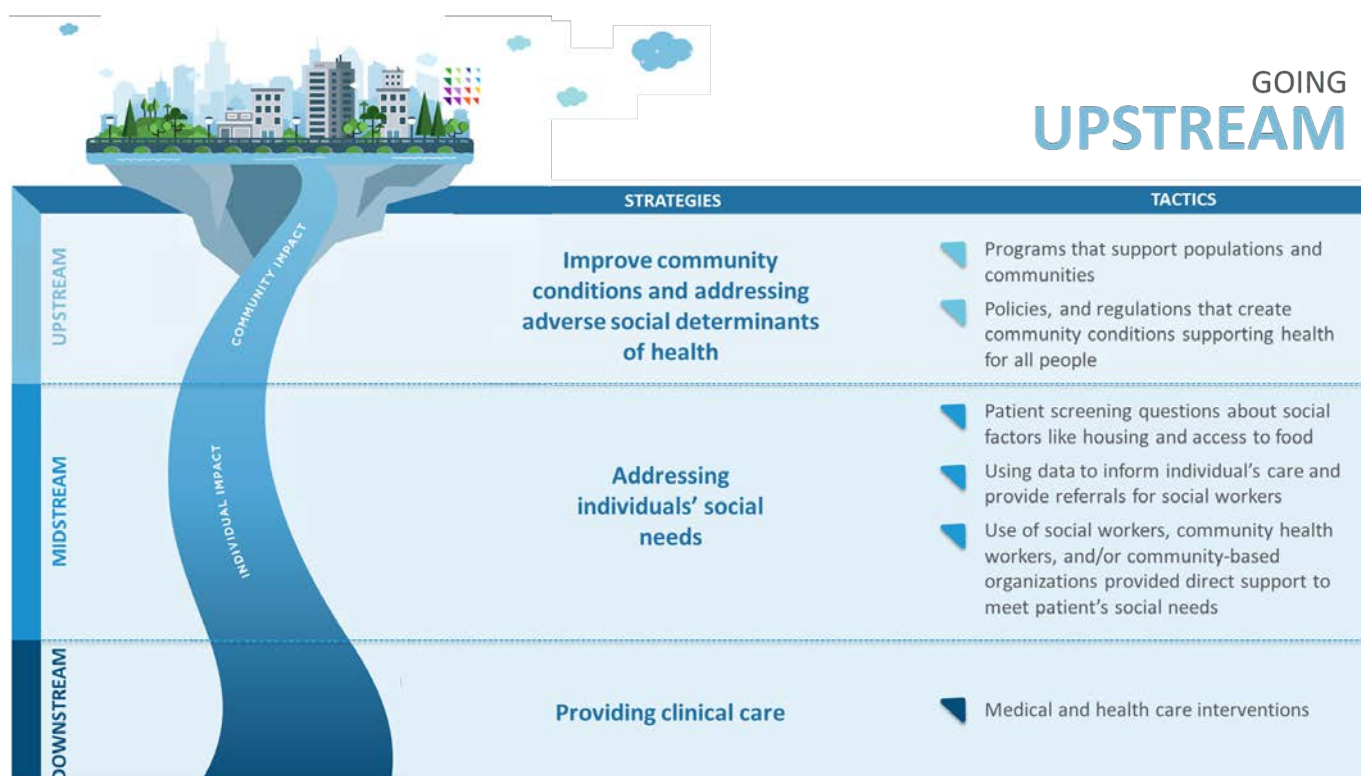 GOING
UPSTREAM
STRATEGIES
TACTICS
UPSTREAM
COMMUNITY IMPACT
Improve community
conditions and addressing
adverse social determinants
of health
Programs that support populations and
communities
Policies, and regulations that create
community conditions supporting health
for all people
MIDSTREAM
INDIVIDUAL IMPACT
Addressing
individuals’ social
needs
Patient screening questions about social
factors like housing and access to food
Using data to inform individual’s care and
provide referrals for social workers
Use of social workers, community health
workers, and/or community-based
organizations provided direct support to
meet patient’s social needs
DOWNSTREAM
Providing clinical care
Medical and health care interventions